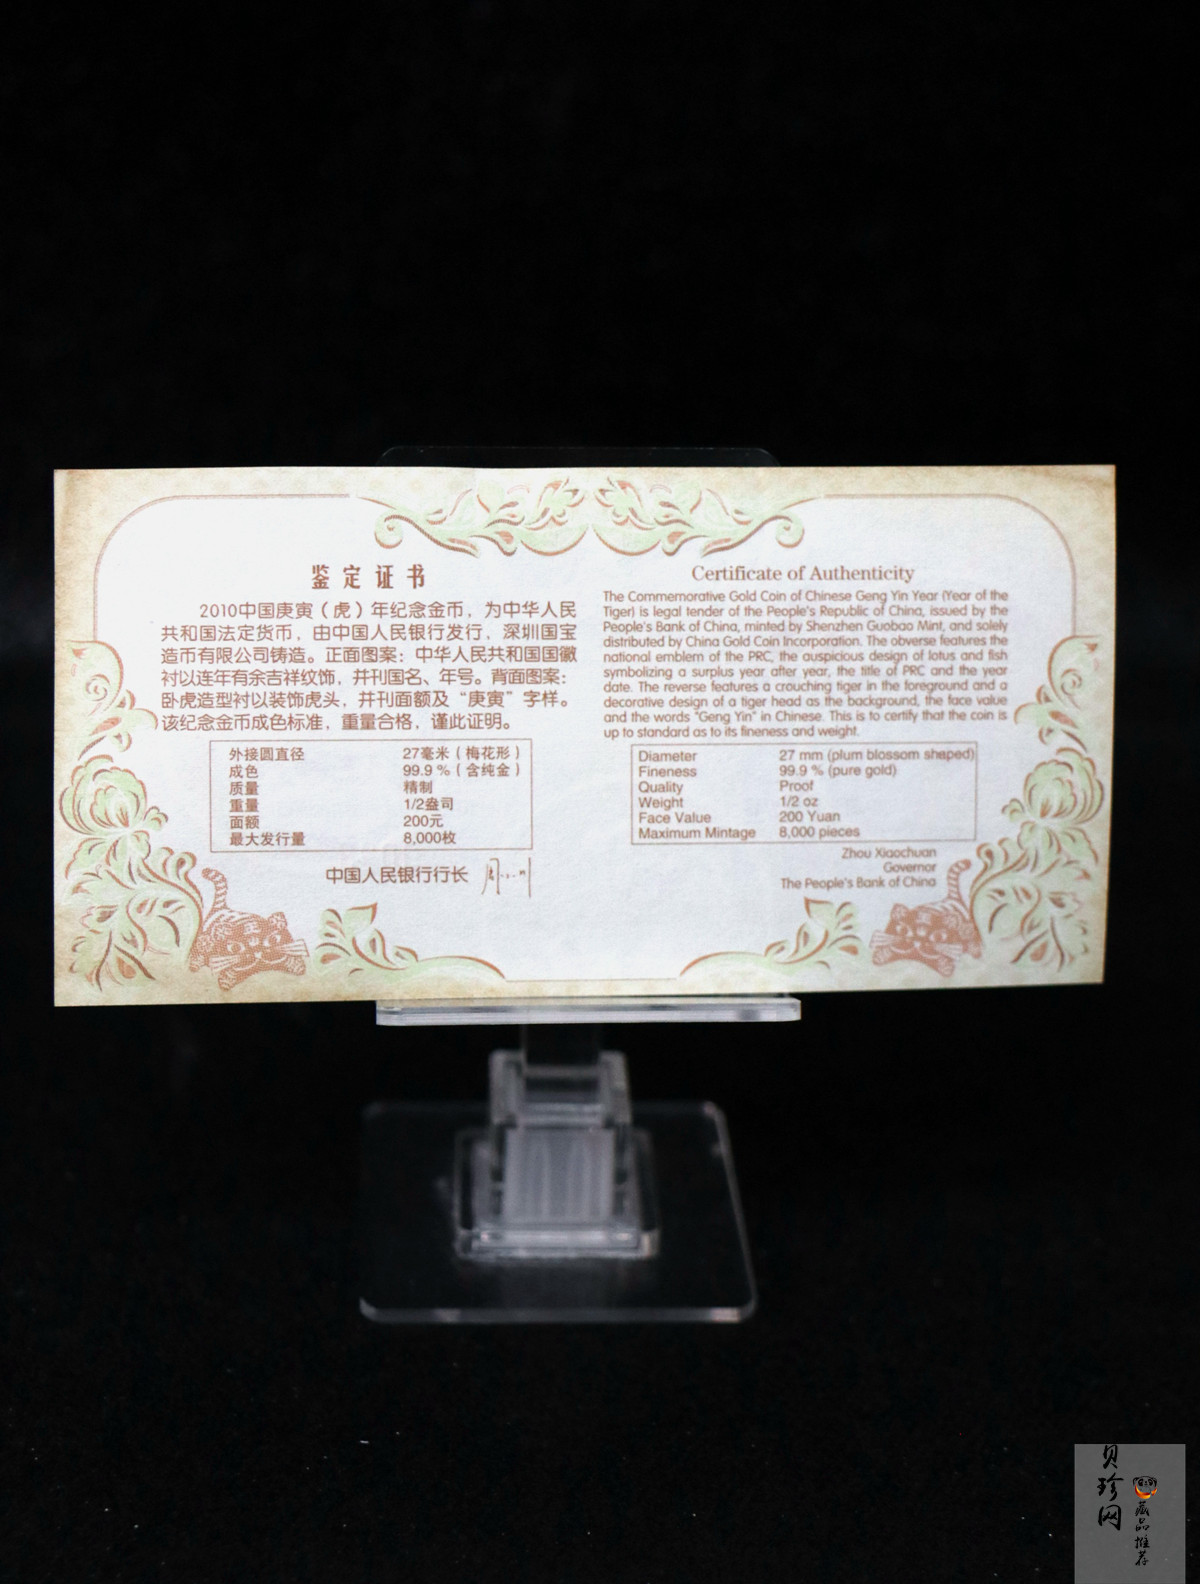 鉴定证书
2010中国庚寅（虎）年纪念金币，为中华人民
共和国法定货币，由中国人民银行发行，深圳国宝
造币有限公司铸造。正面图案：中华人民共和国国徽
衬以连年有余吉祥纹饰，并刊国名、年号。背面图案：
卧虎造型衬以装饰虎头，并刊面额及“庚寅”字样。
该纪念金币成色标准，重量合格，谨此证明。
外接圆直径 27毫米（梅花形）
成色 99.9％（含纯金）
质量 精制
重量 1/2盎司
面额 200元
最大发行量 8,000枚
中国人民银行行长
Certificate of Authenticity
The Commemorative Gold Coin of Chinese Geng Yin Year (Year of the
Tiger) is legal tender of the People's Republic of China, issued by the
People's Bank of China, minted by Shenzhen Guobao Mint, and solely
distributed by China Gold Coin Incorporation. The obverse features the
national emblem of the PRC, the auspicious design of lotus and fish
symbolizing a surplus year after year, the title of PRC and the year
date. The reverse features a crouching tiger in the foreground and a
decorative design of a tiger head as the background, the face value
and the words "Geng Yin" in Chinese. This is to certify that the coin is
up to standard as to its fineness and weight.
Diameter 27 mm (plum blossom shaped)
Fineness 99.9 % (pure gold)
Quality Proof
Weight 1/2 oz
Face Value 200 Yuan
Maximum Mintage 8,000 pieces
Zhou Xiaochuan
Governor
The People's Bank of China
贝珍网
藏品推荐